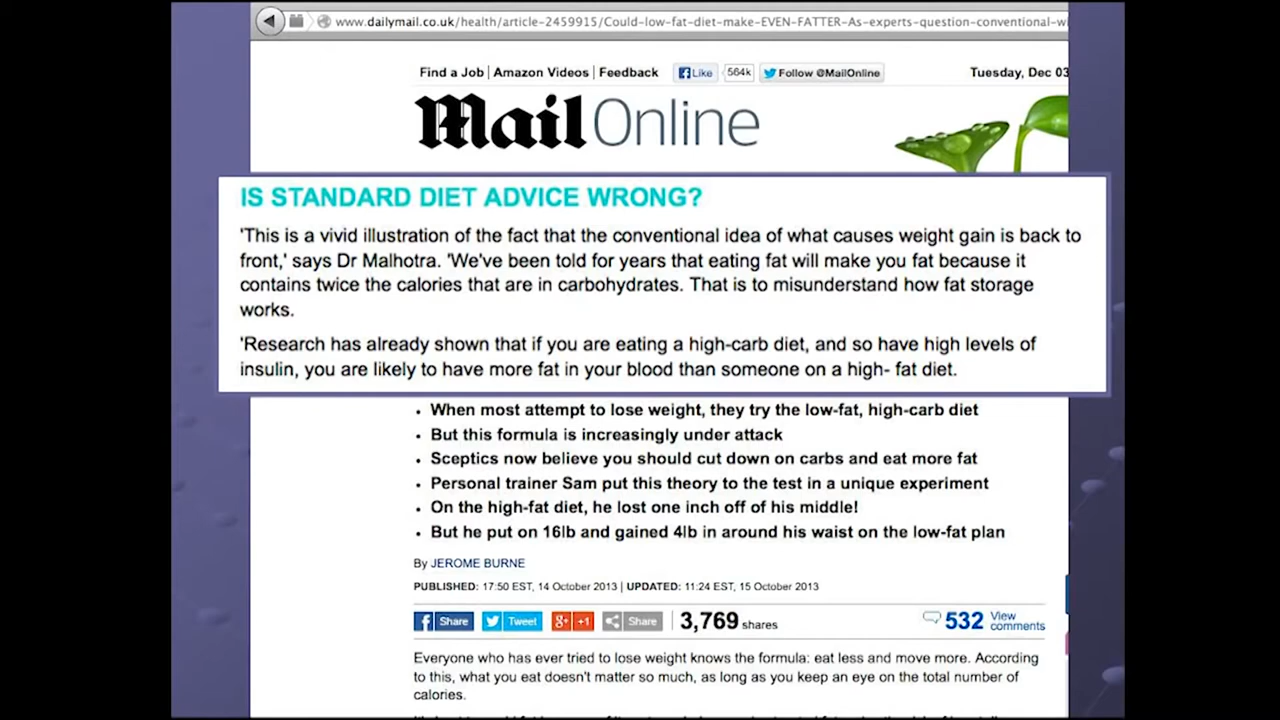 www.dailymail.co.uk/health/article-2459915/Could-low-fat-diet-make-EVEN-FATTER-As-experts-question-conventional-wi
Find a Job | Amazon Videos | Feedback Like 564k Follow @MailOnline Tuesday, Dec 03
Mail Online
IS STANDARD DIET ADVICE WRONG?
'This is a vivid illustration of the fact that the conventional idea of what causes weight gain is back to
front,' says Dr Malhotra. 'We've been told for years that eating fat will make you fat because it
contains twice the calories that are in carbohydrates. That is to misunderstand how fat storage
works.
'Research has already shown that if you are eating a high-carb diet, and so have high levels of
insulin, you are likely to have more fat in your blood than someone on a high- fat diet.
• When most attempt to lose weight, they try the low-fat, high-carb diet
• But this formula is increasingly under attack
• Sceptics now believe you should cut down on carbs and eat more fat
• Personal trainer Sam put this theory to the test in a unique experiment
• On the high-fat diet, he lost one inch off of his middle!
• But he put on 16lb and gained 4lb in around his waist on the low-fat plan
By JEROME BURNE
PUBLISHED: 17:50 EST, 14 October 2013 | UPDATED: 11:24 EST, 15 October 2013
f Share Tweet g+ +1 Share 3,769 shares 532 View comments
Everyone who has ever tried to lose weight knows the formula: eat less and move more. According
to this, what you eat doesn't matter so much, as long as you keep an eye on the total number of
calories.